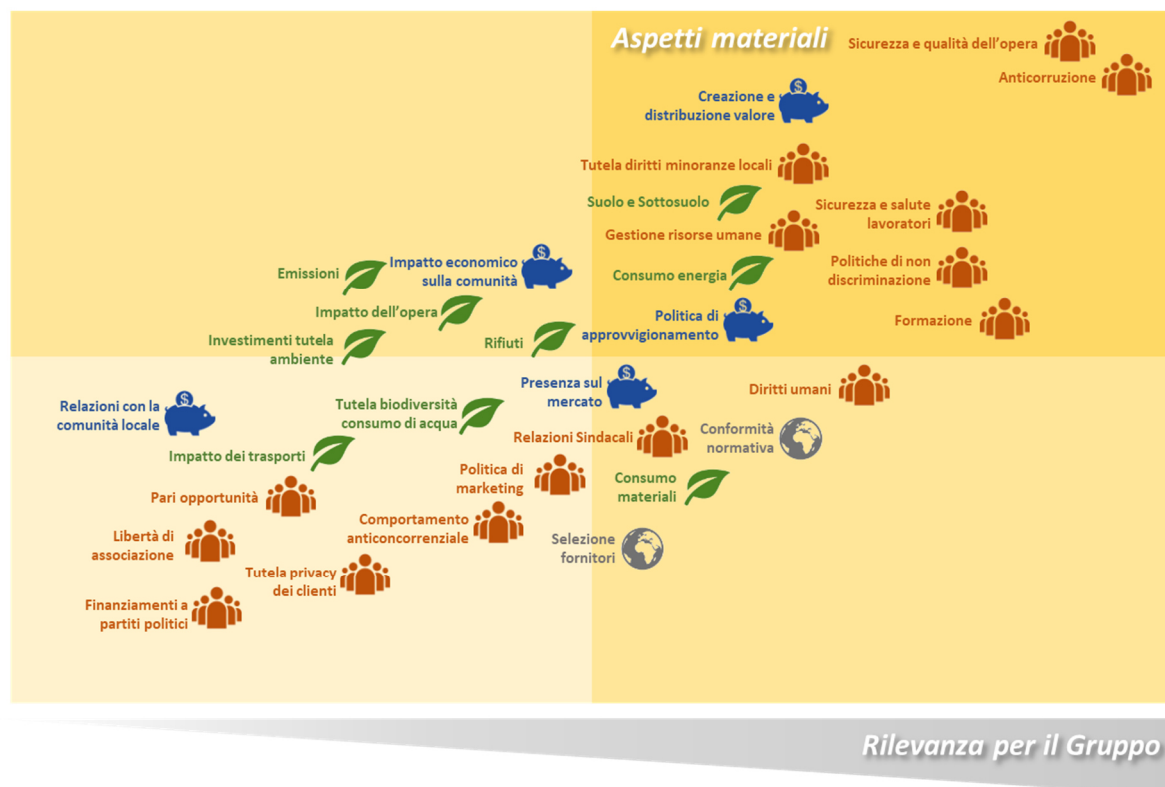 Aspetti materiali
Sicurezza e qualità dell'opera
Anticorruzione
Creazione e
distribuzione valore
Tutela diritti minoranze locali
Suolo e Sottosuolo
Sicurezza e salute
lavoratori
Gestione risorse umane
Emissioni
Impatto economico
sulla comunità
Consumo energia
Politiche di non
discriminazione
Impatto dell'opera
Politica di
approvvigionamento
Formazione
Investimenti tutela
ambiente
Rifiuti
Presenza sul
mercato
Diritti umani
Relazioni con la
comunità locale
Tutela biodiversità
consumo di acqua
Relazioni Sindacali
Conformità
normativa
Impatto dei trasporti
Politica di
marketing
Consumo
materiali
Pari opportunità
Comportamento
anticoncorrenziale
Libertà di
associazione
Selezione
fornitori
Tutela privacy
dei clienti
Finanziamenti a
partiti politici
Rilevanza per il Gruppo